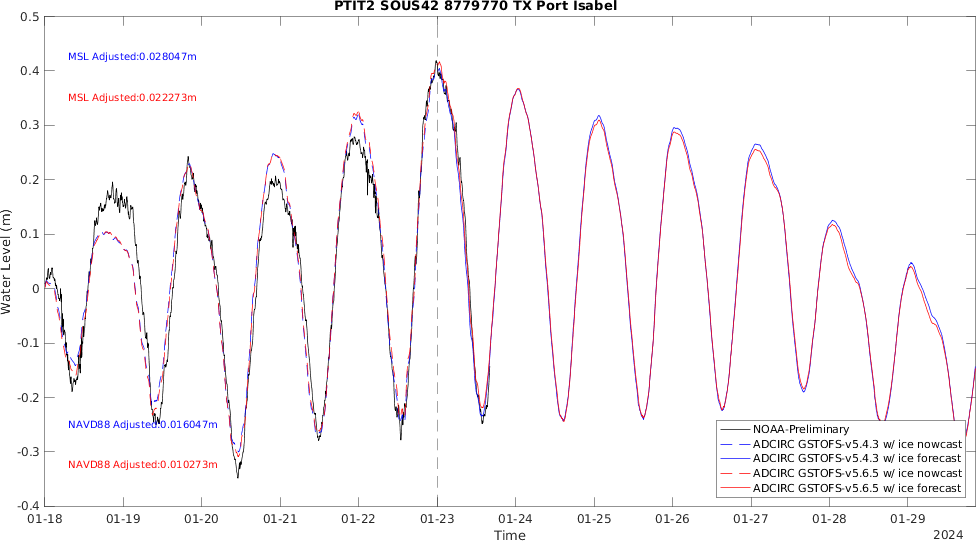 PTIT2 SOUS42 8779770 TX Port Isabel
0.5
0.4
0.3
0.2
0.1
0
-0.1
-0.2
-0.3
-0.4
Water Level (m)
MSL Adjusted:0.028047m
MSL Adjusted:0.022273m
NAVD88 Adjusted:0.016047m
NAVD88 Adjusted:0.010273m
NOAA-Preliminary
ADCIRC GSTOFS-v5.4.3 w/ ice nowcast
ADCIRC GSTOFS-v5.4.3 w/ ice forecast
ADCIRC GSTOFS-v5.6.5 w/ ice nowcast
ADCIRC GSTOFS-v5.6.5 w/ ice forecast
01-18 01-19 01-20 01-21 01-22 01-23 01-24 01-25 01-26 01-27 01-28 01-29
Time
2024